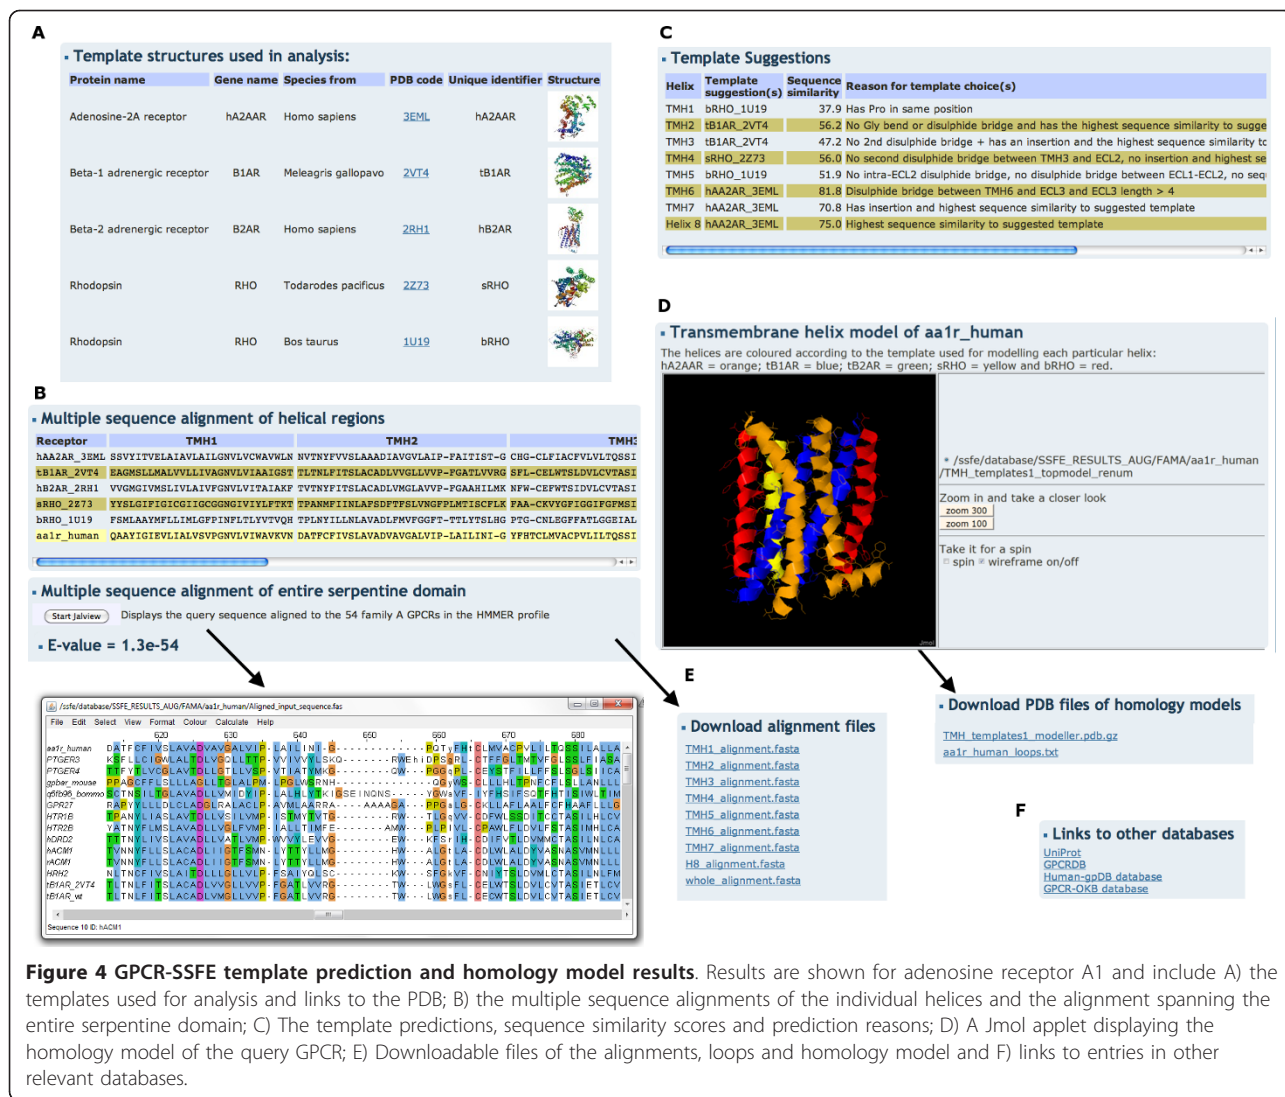 A
Template structures used in analysis:
Protein name Gene name Species from PDB code Unique identifier Structure
Adenosine-2A receptor hA2AAR Homo sapiens 3EML hA2AAR
Beta-1 adrenergic receptor B1AR Meleagris gallopavo 2VT4 tB1AR
Beta-2 adrenergic receptor B2AR Homo sapiens 2RH1 hB2AR
Rhodopsin RHO Todarodes pacificus 2Z73 sRHO
Rhodopsin RHO Bos taurus 1U19 bRHO
B
Multiple sequence alignment of helical regions
Receptor TMH1 TMH2 TMH3
hAA2AR_3EML SSVYITVELAIAVLAILGNVLVCWAVWLN NVTNYFVVSLAAADIAVGVLAIP-FAITIST-G CHG-CLFIACFVLVLTQSSI
tB1AR_2VT4 EAGMSLLMALVVLLIVAGNVLVIAAIGST TLTNLFITSLACADLVVGLLVVP-FGATLVVRG SFL-CELWTSLDVLCVTASI
hB2AR_2RH1 VVGMGIVMSLIVLAIVFGNVLVITAIAKF TVTNYFITSLACADLVMGLAVVP-FGAAHILMK NFW-CEFWTSIDVLCVTASI
sRHO_2Z73 YYSLGIFIGICGIIGCGGNGIVIYLFTKT TPANMFIINLAFSDFTFSLVNGFPLMTISCFLK FAA-CKVYGFIGGIFGFMSI
bRHO_1U19 FSMLAAYMFLLIMLGFPINFLTLYVTVQH TPLNYILLNLAVADLFMVFGGFT-TTLYTSLHG PTG-CNLEGFFATLGGEIAL
aa1r_human QAAYIGIEVLIALVSVPGNVLVIWAVKVN DATFCFIVSLAVADVAVGALVIP-LAILINI-G YFHTCLMVACPVLILTQSSI
Multiple sequence alignment of entire serpentine domain
Start Jalview Displays the query sequence aligned to the 54 family A GPCRs in the HMMER profile
E-value = 1.3e-54
/ssfe/database/SSFE_RESULTS_AUG/FAMA/aa1r_human/Aligned_input_sequence.fas
File Edit Select View Format Colour Calculate Help
620 630 640 650 660 670 680
aa1r_human
PTGER3
PTGER4
gpbar_mouse
q5fb96_bommo
GPR27
HTR1B
HTR2B
hDRD2
hACM1
rACM1
HRH2
tB1AR_2VT4
tB1AR_wt
Sequence 10 ID: hACM1
C
Template Suggestions
Helix Template suggestion(s) Sequence similarity Reason for template choice(s)
TMH1 bRHO_1U19 37.9 Has Pro in same position
TMH2 tB1AR_2VT4 56.2 No Gly bend or disulphide bridge and has the highest sequence similarity to sugge
TMH3 tB1AR_2VT4 47.2 No 2nd disulphide bridge + has an insertion and the highest sequence similarity tc
TMH4 sRHO_2Z73 56.0 No second disulphide bridge between TMH3 and ECL2, no insertion and highest se
TMH5 bRHO_1U19 51.9 No intra-ECL2 disulphide bridge, no disulphide bridge between ECL1-ECL2, no seq
TMH6 hAA2AR_3EML 81.8 Disulphide bridge between TMH6 and ECL3 and ECL3 length > 4
TMH7 hAA2AR_3EML 70.8 Has insertion and highest sequence similarity to suggested template
Helix 8 hAA2AR_3EML 75.0 Highest sequence similarity to suggested template
D
Transmembrane helix model of aa1r_human
The helices are coloured according to the template used for modelling each particular helix:
hA2AAR = orange; tB1AR = blue; tB2AR = green; sRHO = yellow and bRHO = red.
Jmol
/ssfe/database/SSFE_RESULTS_AUG/FAMA/aa1r_human
/TMH_templates1_topmodel_renum
Zoom in and take a closer look
zoom 300
zoom 100
Take it for a spin
spin wireframe on/off
E
Download alignment files
TMH1_alignment.fasta
TMH2_alignment.fasta
TMH3_alignment.fasta
TMH4_alignment.fasta
TMH5_alignment.fasta
TMH6_alignment.fasta
TMH7_alignment.fasta
H8_alignment.fasta
whole_alignment.fasta
Download PDB files of homology models
TMH_templates1_modeller.pdb.gz
aa1r_human_loops.txt
F
Links to other databases
UniProt
GPCRDB
Human-gpDB database
GPCR-OKB database
Figure 4 GPCR-SSFE template prediction and homology model results. Results are shown for adenosine receptor A1 and include A) the
templates used for analysis and links to the PDB; B) the multiple sequence alignments of the individual helices and the alignment spanning the
entire serpentine domain; C) The template predictions, sequence similarity scores and prediction reasons; D) A Jmol applet displaying the
homology model of the query GPCR; E) Downloadable files of the alignments, loops and homology model and F) links to entries in other
relevant databases.